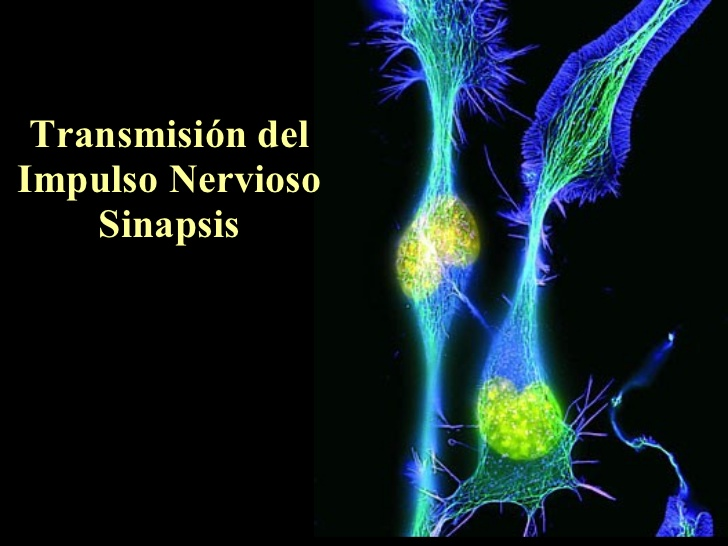 Transmisión del
Impulso Nervioso
Sinapsis